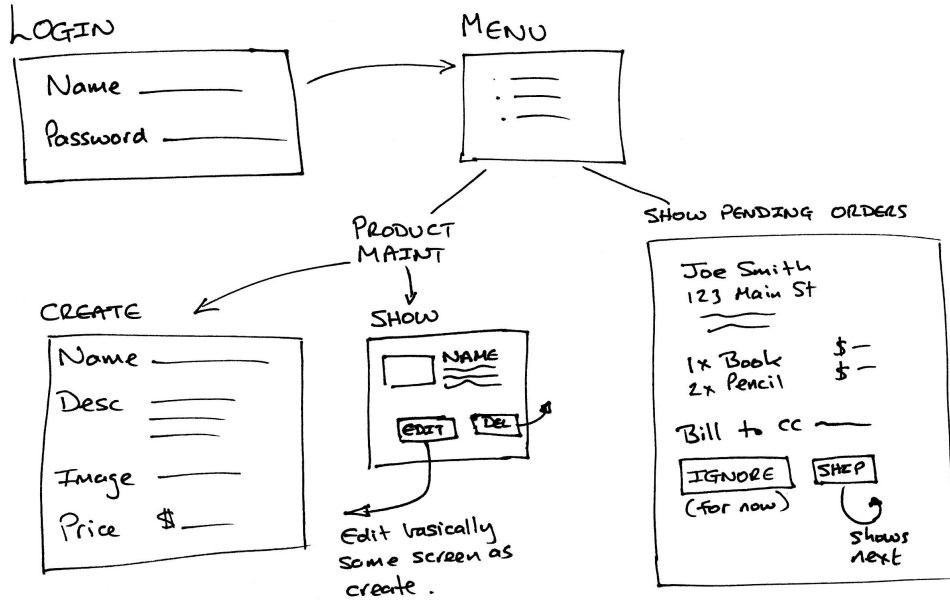 LOGIN
Name
Password
MENU
PRODUCT
MAINT
CREATE
Name
Desc
Image
Price $
SHOW
NAME
EDIT
DEL
Edit basically
same screen as
create.
SHOW PENDING ORDERS
Joe Smith
123 Main St
1x Book $ —
2x Pencil $ —
Bill to CC
IGNORE
(for now)
SHIP
shows
next